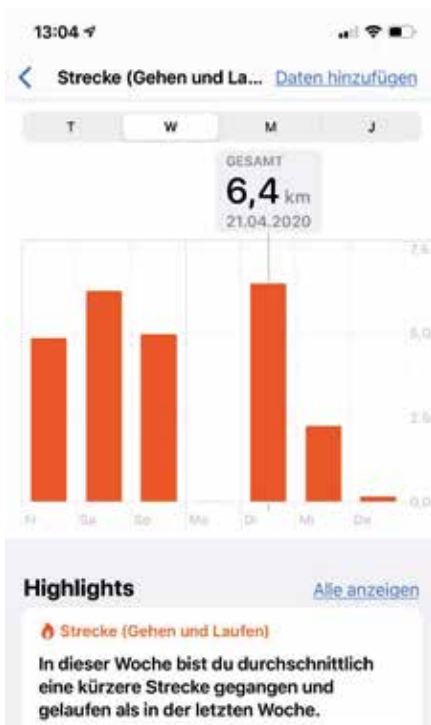 13:04
Strecke (Gehen und La... Daten hinzufügen
T W M J
GESAMT
6,4 km
21.04.2020
7,5
5,0
2,5
0,0
Fr Sa So Mo Di Mi Do
Highlights Alle anzeigen
Strecke (Gehen und Laufen)
In dieser Woche bist du durchschnittlich
eine kürzere Strecke gegangen und
gelaufen als in der letzten Woche.